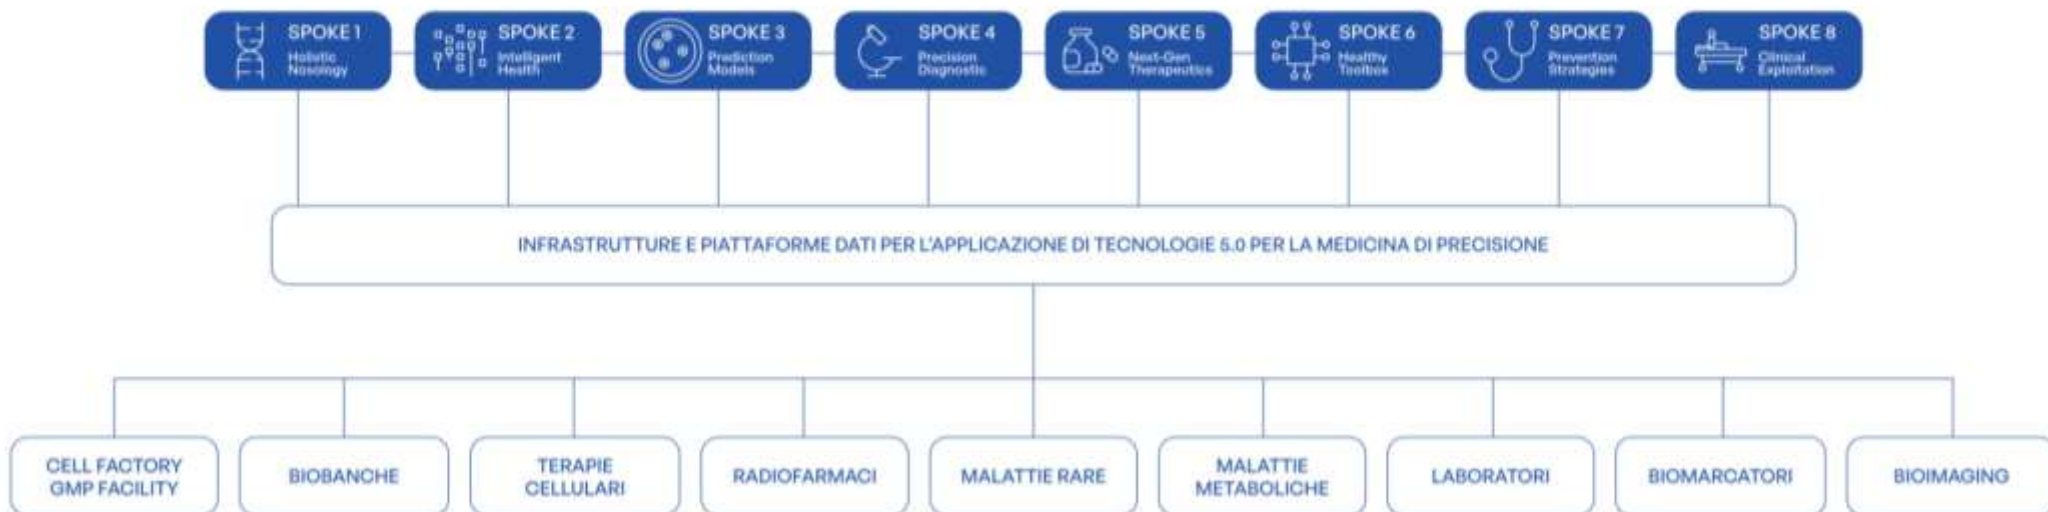 SPOKE 1
Holistic
Nosology
SPOKE 2
Intelligent
Health
SPOKE 3
Prediction
Models
SPOKE 4
Precision
Diagnostic
SPOKE 5
Next-Gen
Therapeutics
SPOKE 6
Healthy
Toolbox
SPOKE 7
Prevention
Strategies
SPOKE 8
Clinical
Exploitation
INFRASTRUTTURE E PIATTAFORME DATI PER L'APPLICAZIONE DI TECNOLOGIE 5.0 PER LA MEDICINA DI PRECISIONE
CELL FACTORY
GMP FACILITY
BIOBANCHE
TERAPIE
CELLULARI
RADIOFARMACI
MALATTIE RARE
MALATTIE
METABOLICHE
LABORATORI
BIOMARCATORI
BIOIMAGING